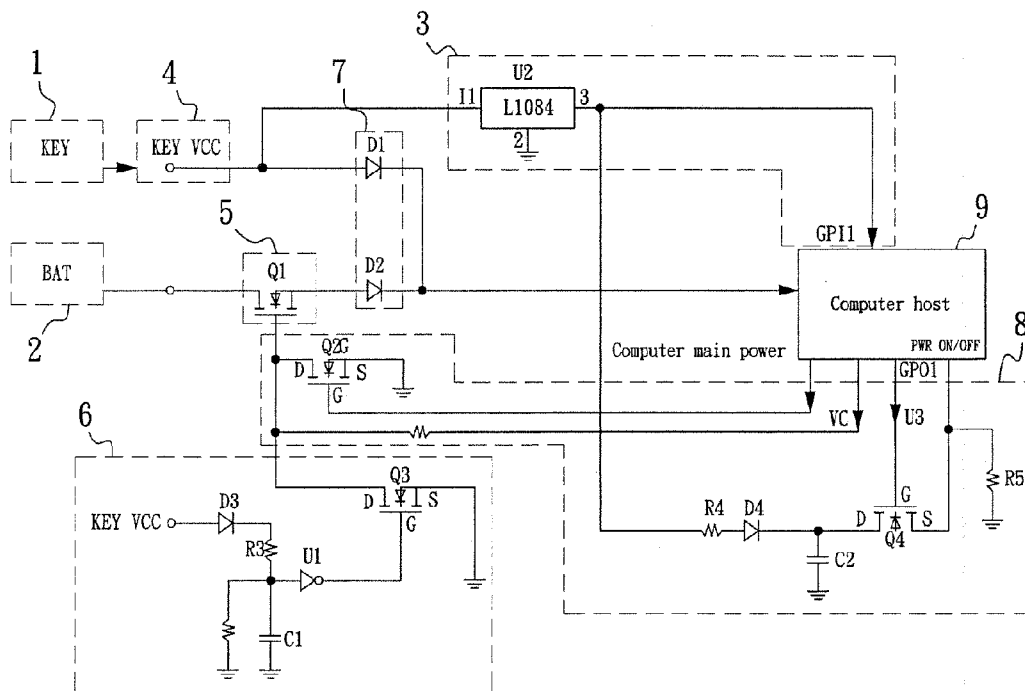 3
1
4
7
U2
I1
L1084
3
2
KEY
KEY VCC
D1
5
9
GPI1
BAT
Q1
D2
Computer host
2
8
PWR ON/OFF
Q2G
Computer main power
GPO1
D
S
G
6
VC
U3
Q3
D
S
G
R5
D3
KEY VCC
R4
D4
G
D
S
Q4
R3
U1
C2
C1